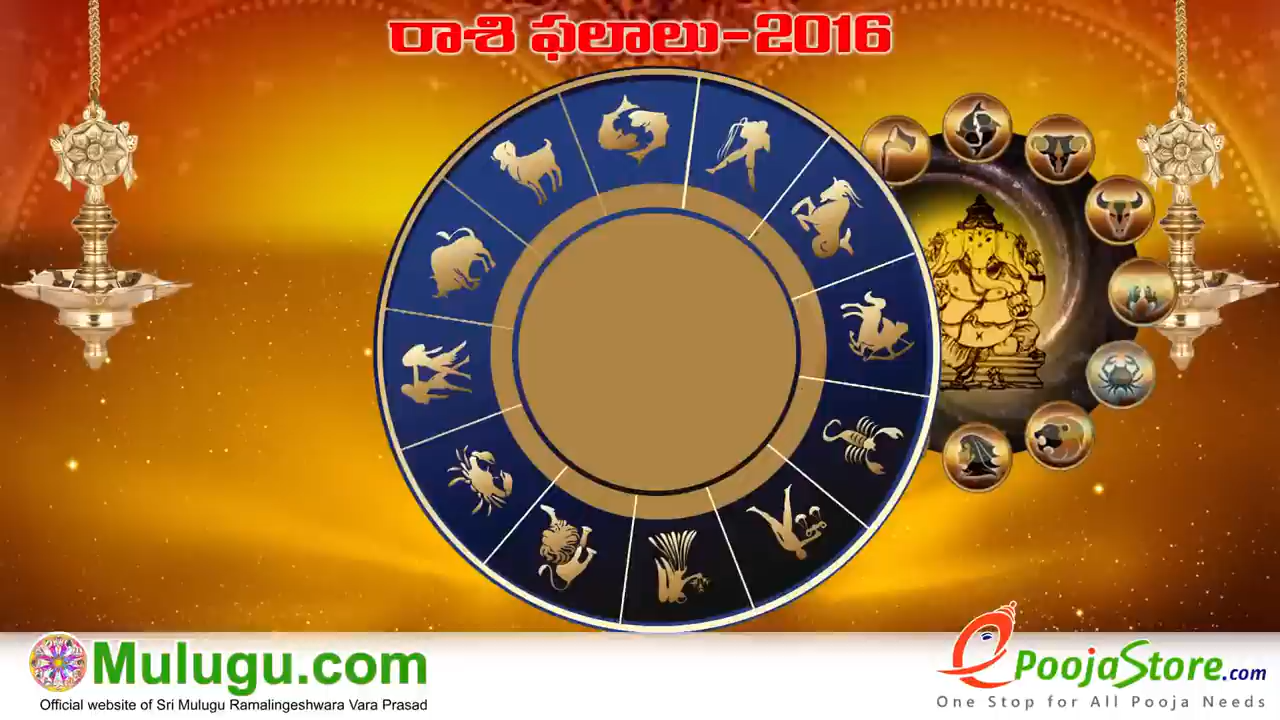 రాశి ఫలాలు-2016
Mulugu.com
Official website of Sri Mulugu Ramalingeshwara Vara Prasad
ePoojaStore.com
One Stop for All Pooja Needs